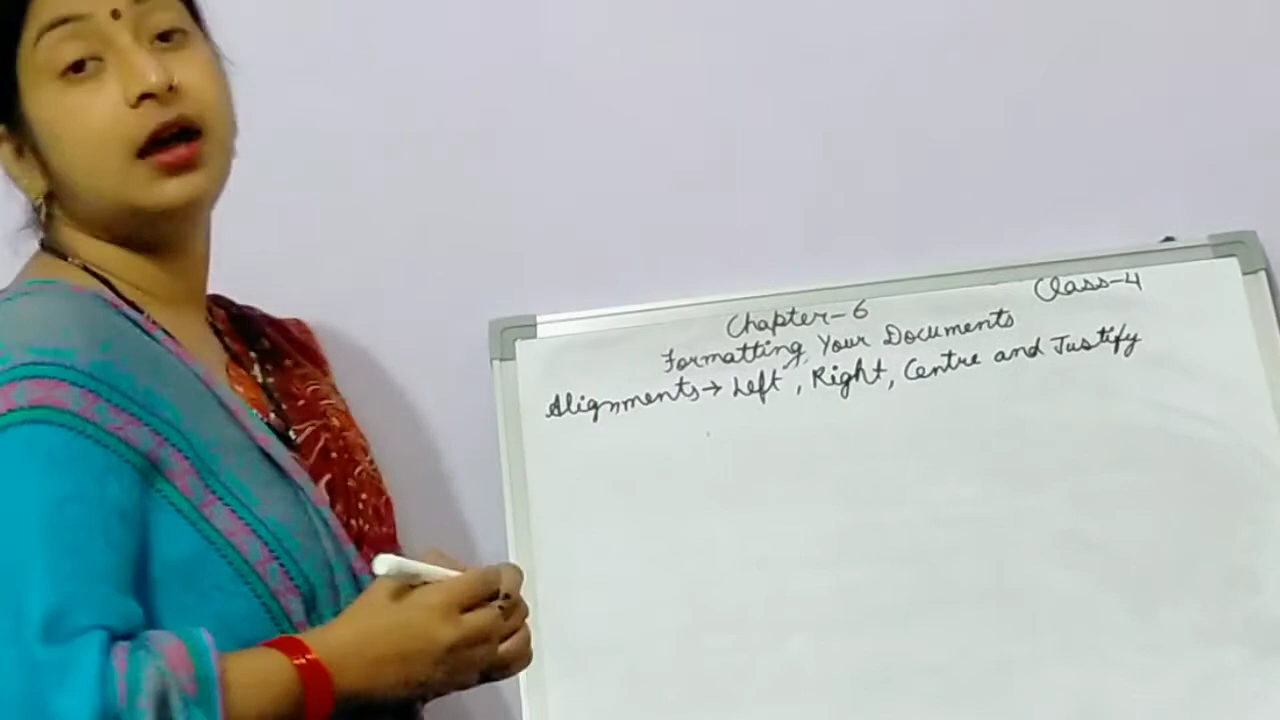 Class-4
Chapter-6
Formatting Your Documents
Alignments→ Left, Right, Centre and Justify